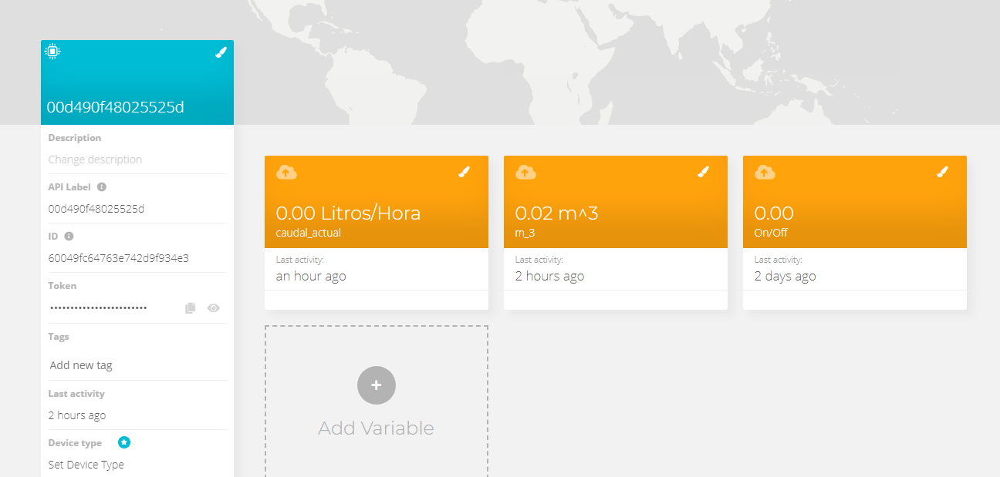 00d490f48025525d
Description
Change description
API Label
00d490f48025525d
ID
60049fc64763e742d9f934e3
Token
••••••••••••••••••••••••
Tags
Add new tag
Last activity
2 hours ago
Device type
Set Device Type
0.00 Litros/Hora
caudal_actual
Last activity:
an hour ago
0.02 m^3
m_3
Last activity:
2 hours ago
0.00
On/Off
Last activity:
2 days ago
Add Variable